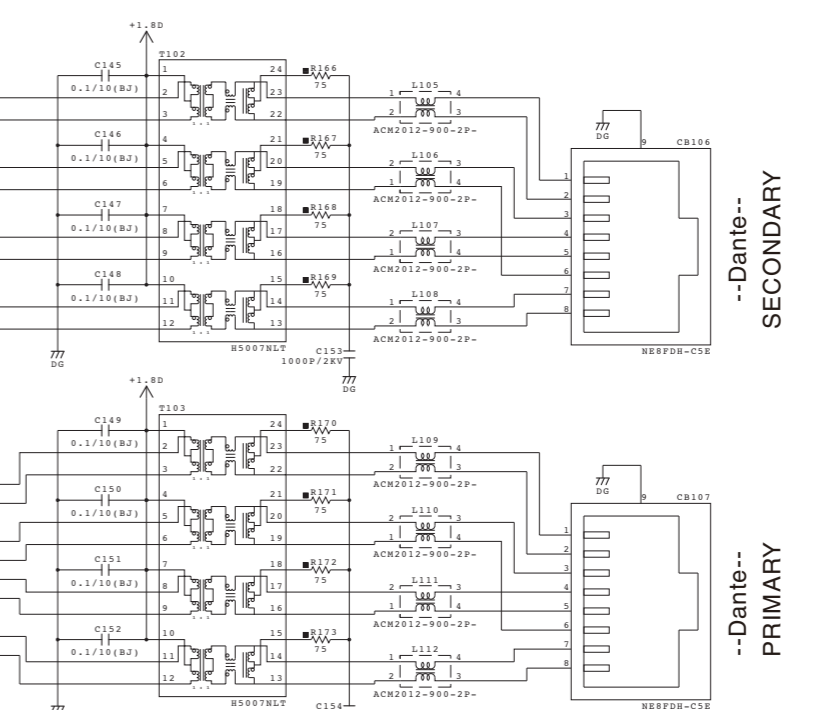 +1.8D
T102
C145
0.1/10(BJ)
1
2
3
24
23
22
R166
75
L105
1
2
4
3
ACM2012-900-2P-
C146
0.1/10(BJ)
4
5
6
21
20
19
R167
75
L106
2
1
3
4
ACM2012-900-2P-
C147
0.1/10(BJ)
7
8
9
18
17
16
R168
75
L107
2
1
3
4
ACM2012-900-2P-
C148
0.1/10(BJ)
10
11
12
15
14
13
R169
75
L108
1
2
4
3
ACM2012-900-2P-
H5007NLT
DG
C153
1000P/2KV
DG
DG
9
CB106
1
2
3
4
5
6
7
8
NE8FDH-C5E
--Dante--
SECONDARY
+1.8D
T103
C149
0.1/10(BJ)
1
2
3
24
23
22
R170
75
L109
1
2
4
3
ACM2012-900-2P-
C150
0.1/10(BJ)
4
5
6
21
20
19
R171
75
L110
2
1
3
4
ACM2012-900-2P-
C151
0.1/10(BJ)
7
8
9
18
17
16
R172
75
L111
2
1
3
4
ACM2012-900-2P-
C152
0.1/10(BJ)
10
11
12
15
14
13
R173
75
L112
1
2
4
3
ACM2012-900-2P-
H5007NLT
C154
DG
9
CB107
1
2
3
4
5
6
7
8
NE8FDH-C5E
--Dante--
PRIMARY